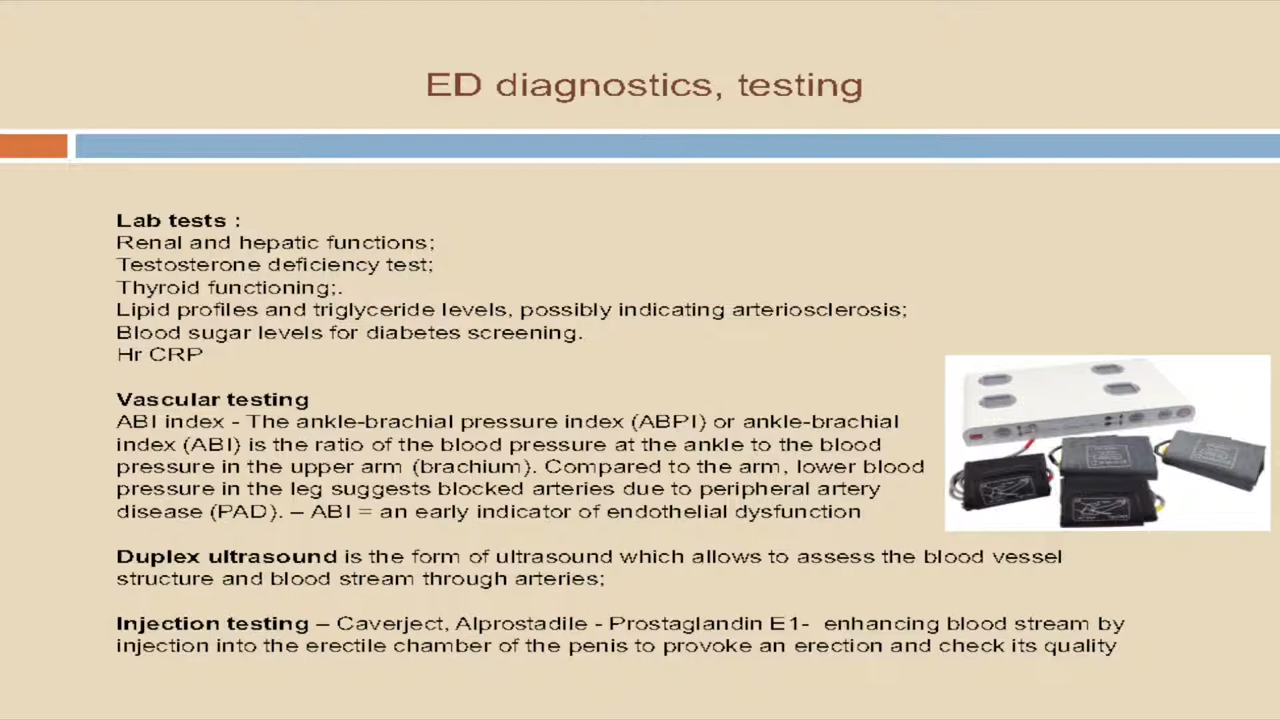 ED diagnostics, testing
Lab tests :
Renal and hepatic functions;
Testosterone deficiency test;
Thyroid functioning;.
Lipid profiles and triglyceride levels, possibly indicating arteriosclerosis;
Blood sugar levels for diabetes screening.
Hr CRP
Vascular testing
ABI index - The ankle-brachial pressure index (ABPI) or ankle-brachial
index (ABI) is the ratio of the blood pressure at the ankle to the blood
pressure in the upper arm (brachium). Compared to the arm, lower blood
pressure in the leg suggests blocked arteries due to peripheral artery
disease (PAD). – ABI = an early indicator of endothelial dysfunction
Duplex ultrasound is the form of ultrasound which allows to assess the blood vessel
structure and blood stream through arteries;
Injection testing – Caverject, Alprostadile - Prostaglandin E1- enhancing blood stream by
injection into the erectile chamber of the penis to provoke an erection and check its quality